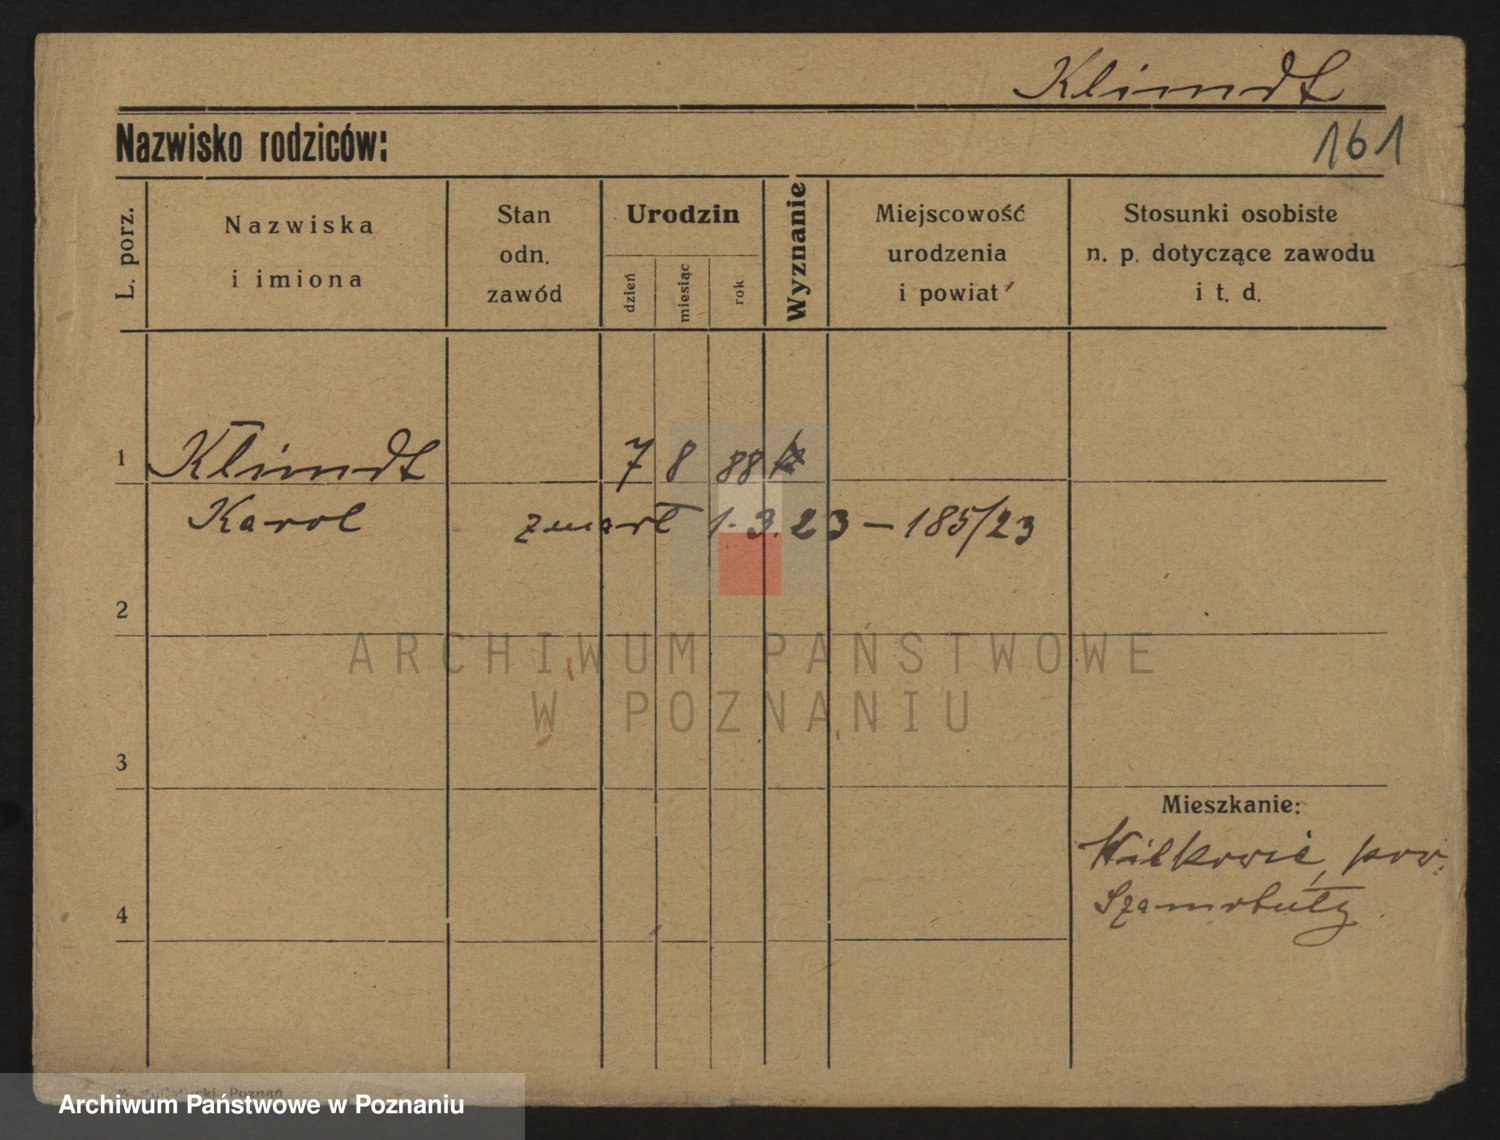 Klimdt
Nazwisko rodziców:
161
L. porz.
Nazwiska
i imiona
Stan
odn.
zawód
Urodzin
dzień
miesiąc
rok
Wyznanie
Miejscowość
urodzenia
i powiat
Stosunki osobiste
n. p. dotyczące zawodu
i t. d.
1
Klimdt
7 8 88 k
Karol
zmarł 1.3.23 – 185/23
2
ARCHIWUM PAŃSTWOWE
W POZNANIU
3
Mieszkanie:
Wilkowie, pow.
Szamotuły
4
Poznań
Archiwum Państwowe w Poznaniu